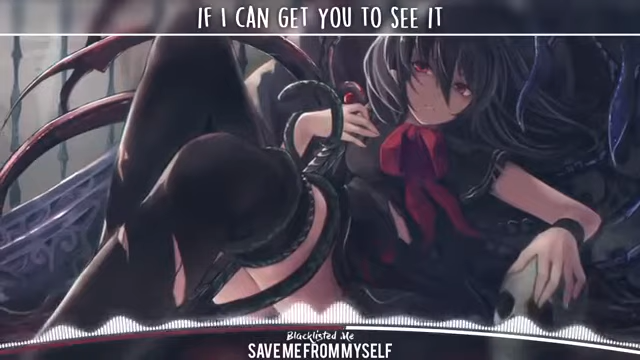 IF I CAN GET YOU TO SEE IT
Blacklisted Me
SAVE ME FROM MYSELF